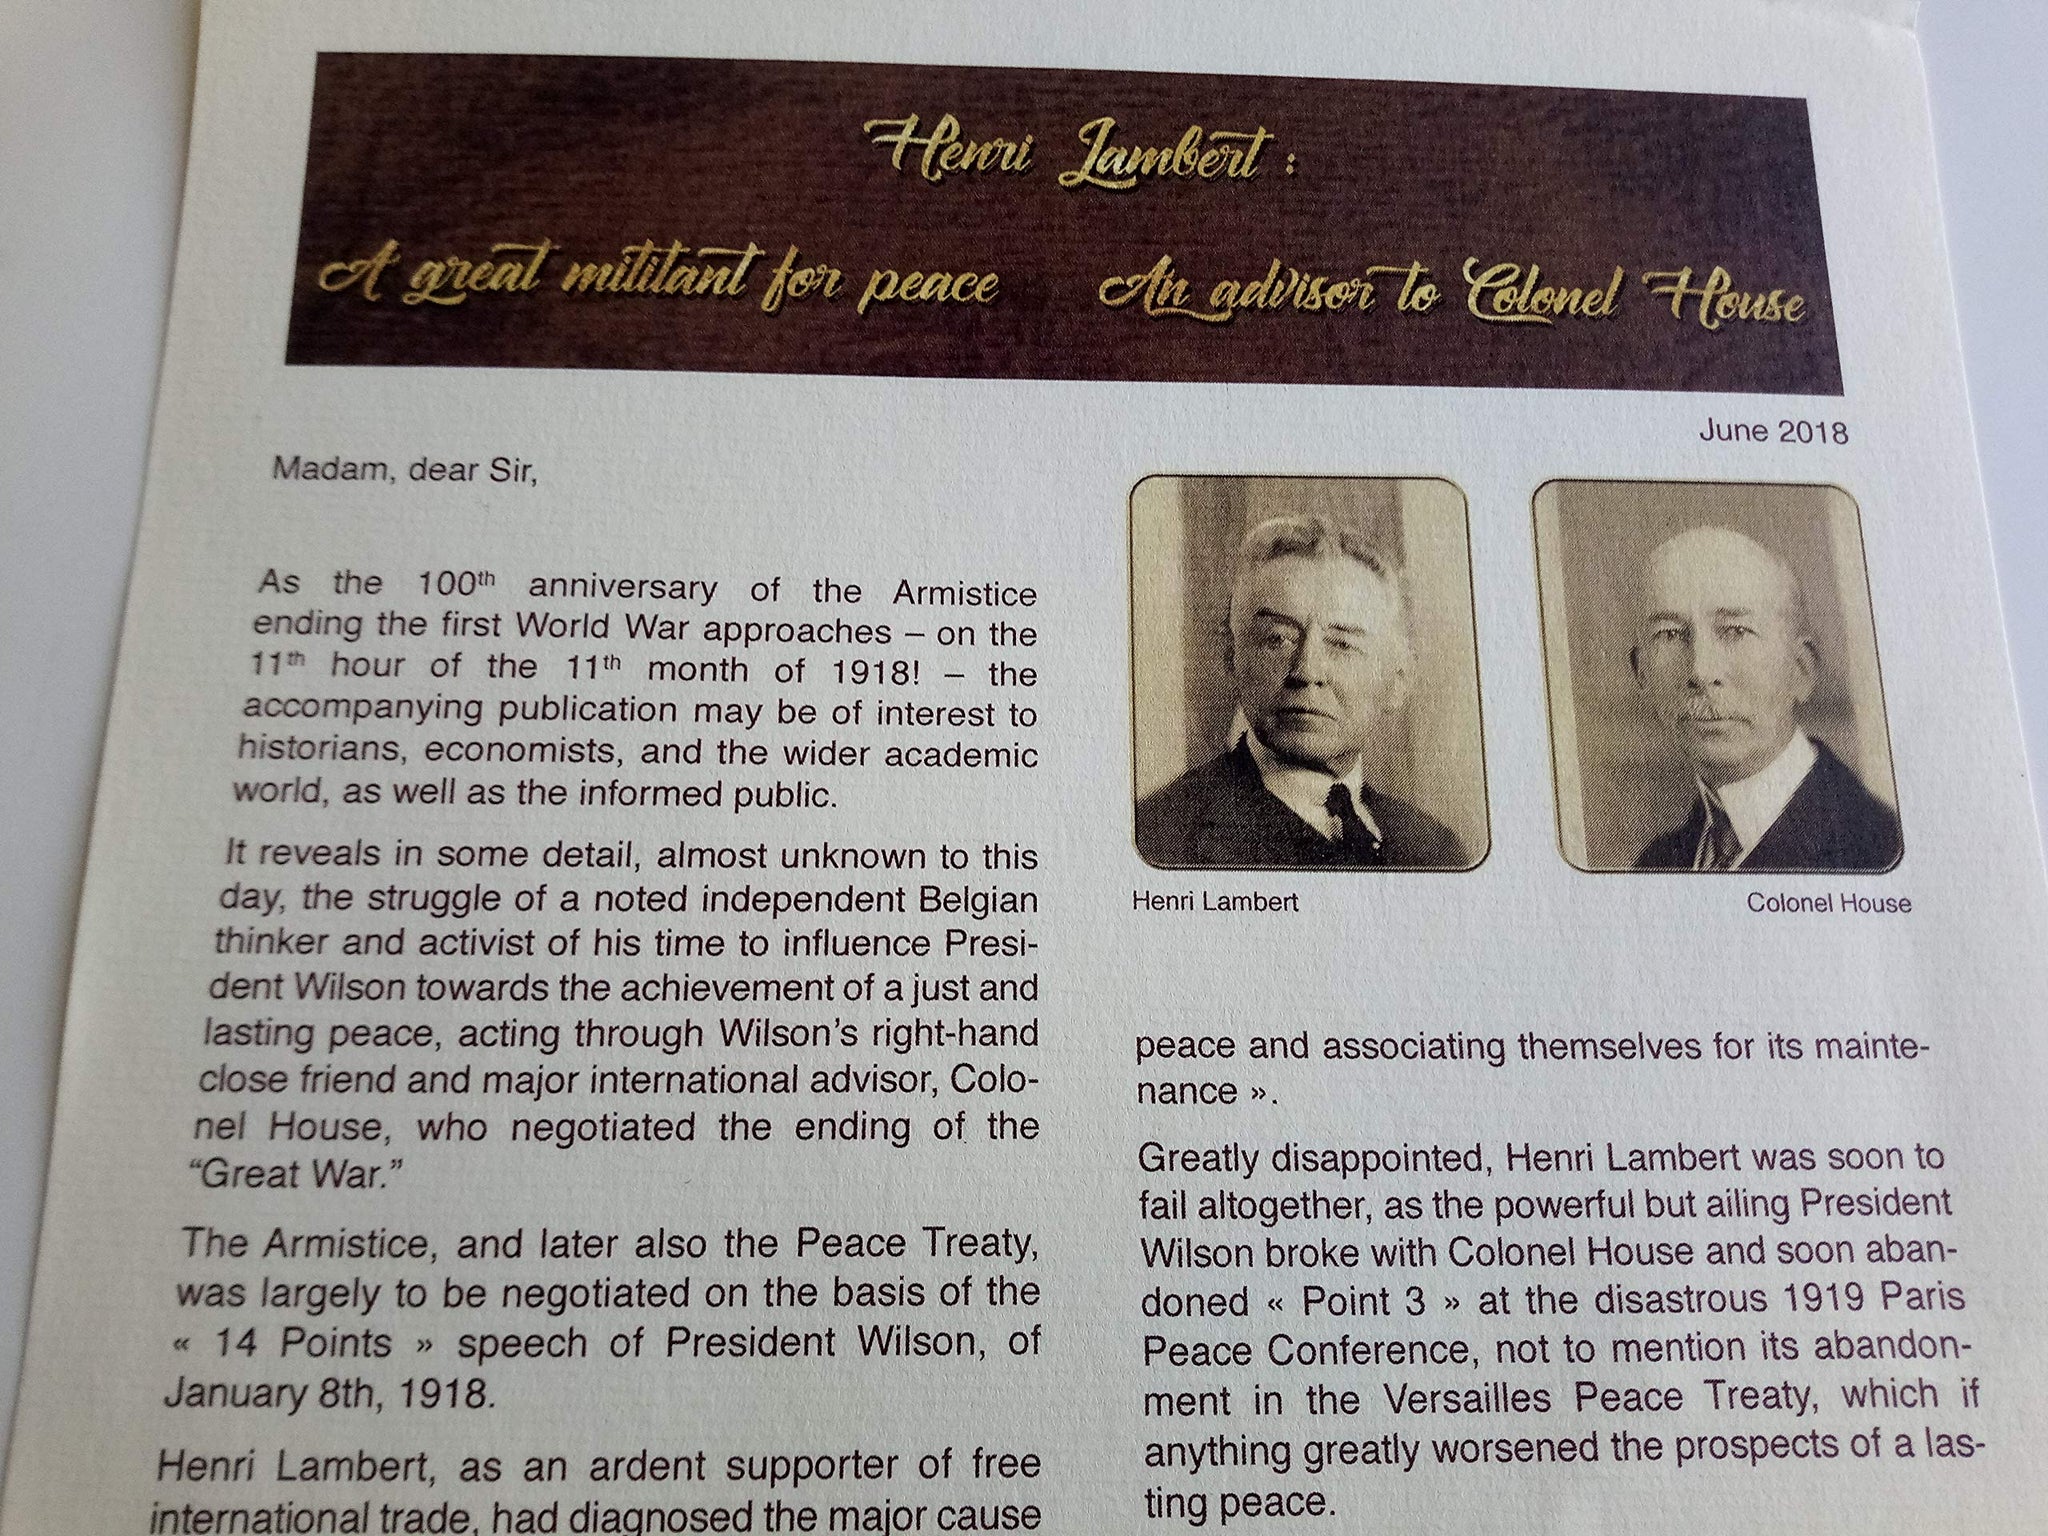 Henri Lambert :
A great militant for peace An advisor to Colonel House
June 2018
Madam, dear Sir,
As the 100th anniversary of the Armistice
ending the first World War approaches – on the
11th hour of the 11th month of 1918! – the
accompanying publication may be of interest to
historians, economists, and the wider academic
world, as well as the informed public.
It reveals in some detail, almost unknown to this
day, the struggle of a noted independent Belgian
thinker and activist of his time to influence Presi-
dent Wilson towards the achievement of a just and
lasting peace, acting through Wilson's right-hand
close friend and major international advisor, Colo-
nel House, who negotiated the ending of the
“Great War.”
The Armistice, and later also the Peace Treaty,
was largely to be negotiated on the basis of the
« 14 Points » speech of President Wilson, of
January 8th, 1918.
Henri Lambert, as an ardent supporter of free
international trade, had diagnosed the major cause
Henri Lambert
Colonel House
peace and associating themselves for its mainte-
nance ».
Greatly disappointed, Henri Lambert was soon to
fail altogether, as the powerful but ailing President
Wilson broke with Colonel House and soon aban-
doned « Point 3 » at the disastrous 1919 Paris
Peace Conference, not to mention its abandon-
ment in the Versailles Peace Treaty, which if
anything greatly worsened the prospects of a las-
ting peace.